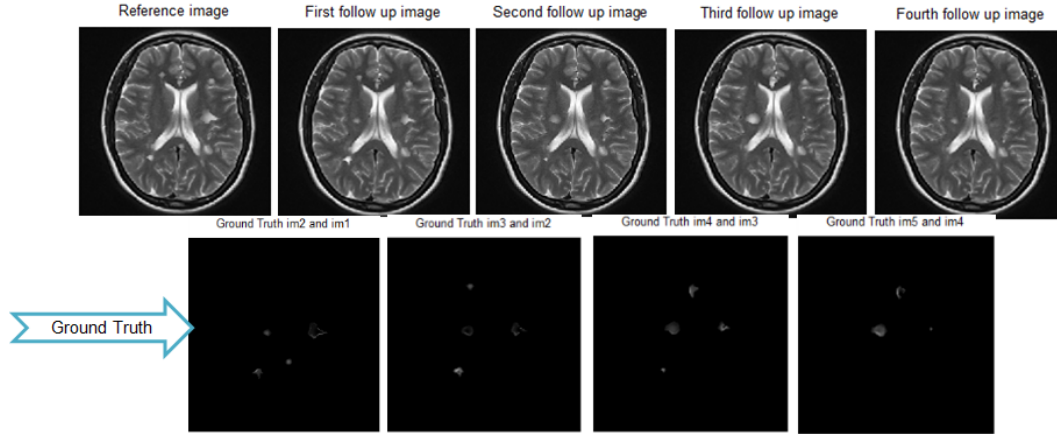 Reference image
First follow up image
Second follow up image
Third follow up image
Fourth follow up image
Ground Truth im2 and im1
Ground Truth im3 and im2
Ground Truth im4 and im3
Ground Truth im5 and im4
Ground Truth